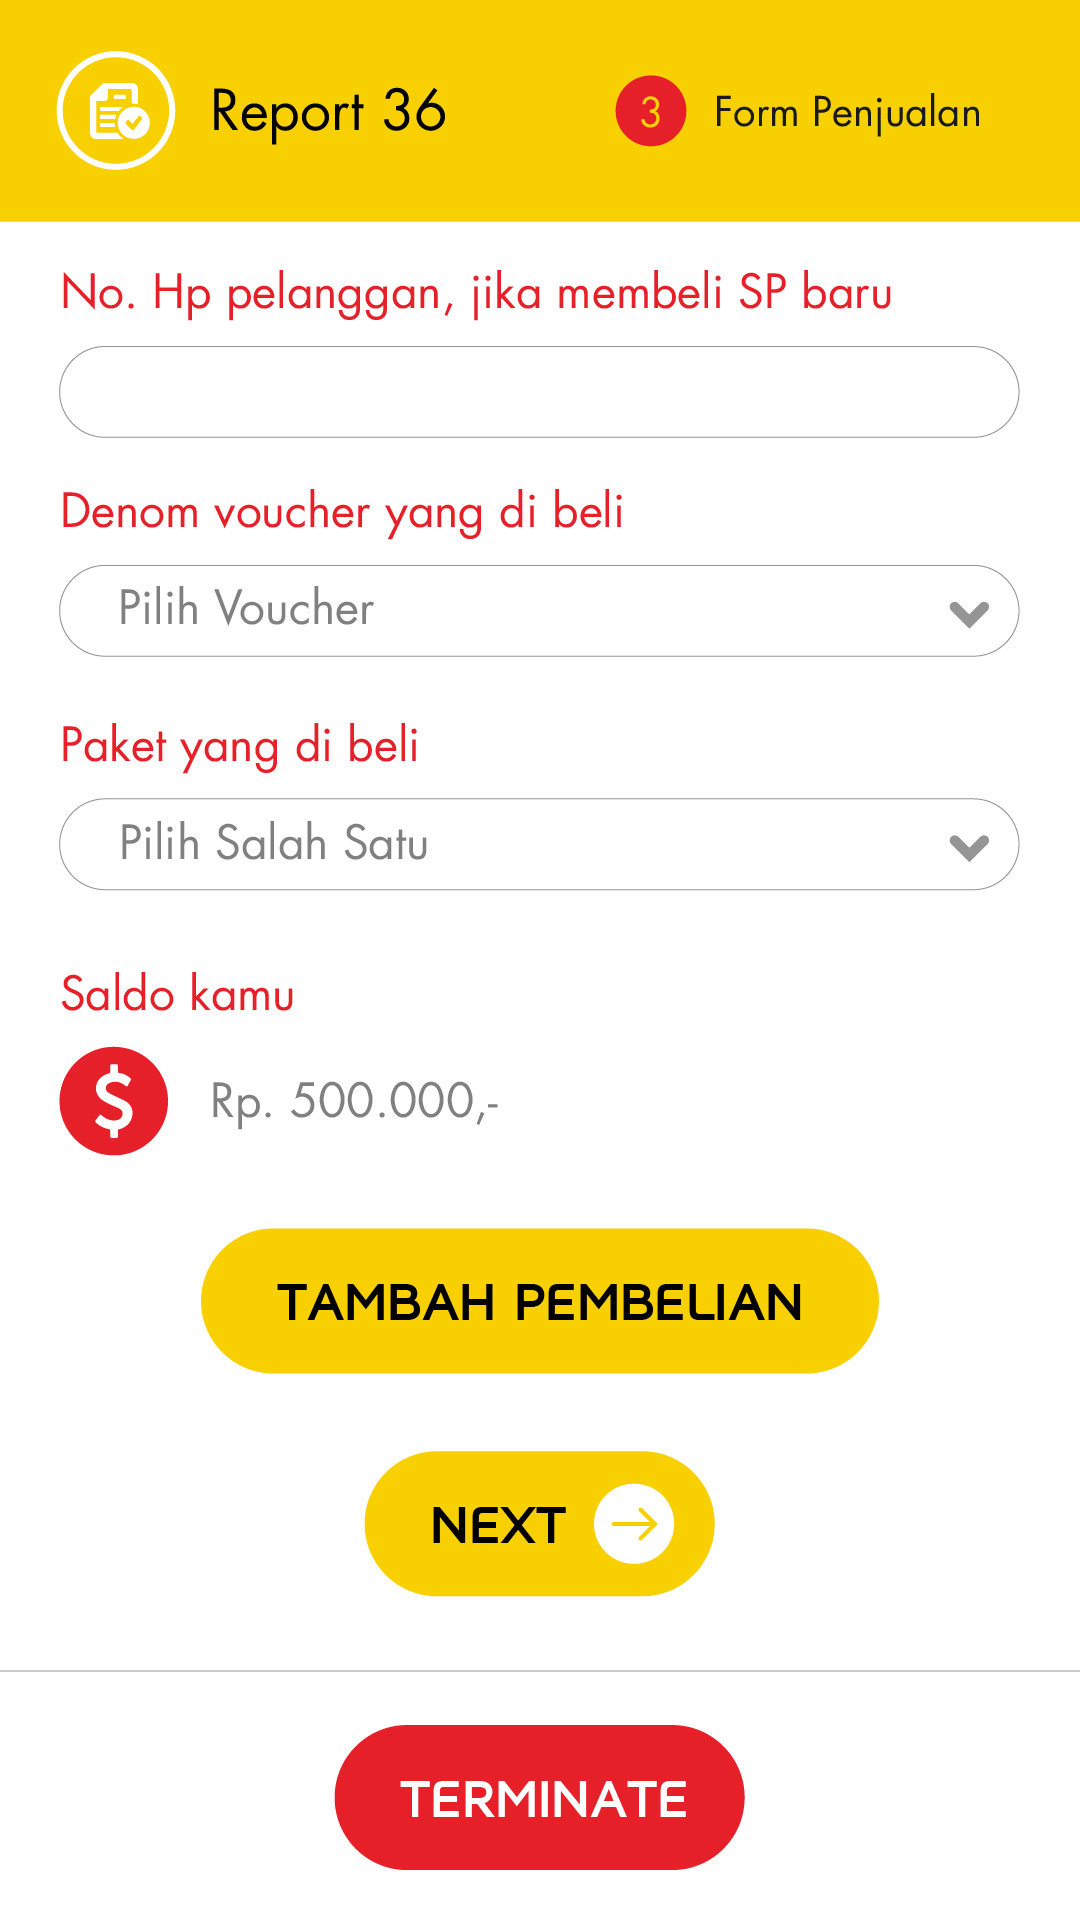 Report 36
3 Form Penjualan
No. Hp pelanggan, jika membeli SP baru
Denom voucher yang di beli
Pilih Voucher
Paket yang di beli
Pilih Salah Satu
Saldo kamu
$ Rp. 500.000,-
TAMBAH PEMBELIAN
NEXT
TERMINATE